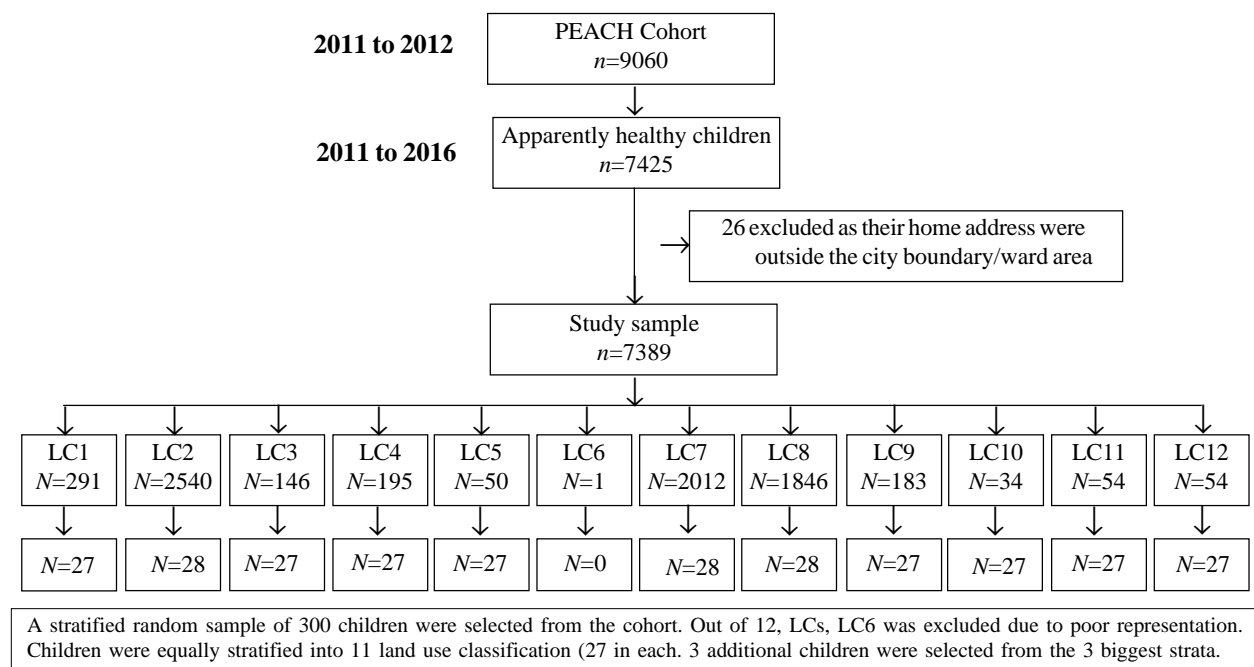 2011 to 2012
PEACH Cohort
n=9060
2011 to 2016
Apparently healthy children
n=7425
26 excluded as their home address were
outside the city boundary/ward area
Study sample
n=7389
LC1 LC2 LC3 LC4 LC5 LC6 LC7 LC8 LC9 LC10 LC11 LC12
N=291 N=2540 N=146 N=195 N=50 N=1 N=2012 N=1846 N=183 N=34 N=54 N=54
N=27 N=28 N=27 N=27 N=27 N=0 N=28 N=28 N=27 N=27 N=27 N=27
A stratified random sample of 300 children were selected from the cohort. Out of 12, LCs, LC6 was excluded due to poor representation.
Children were equally stratified into 11 land use classification (27 in each. 3 additional children were selected from the 3 biggest strata.